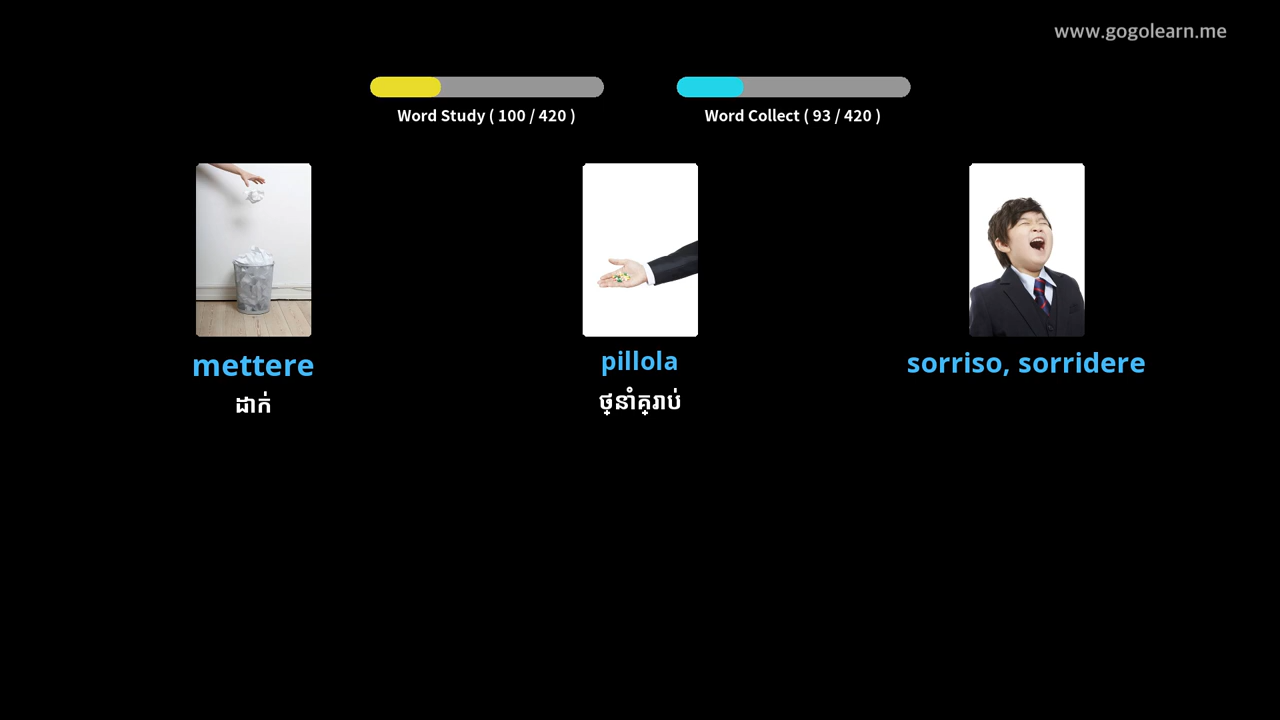 www.gogolearn.me
Word Study ( 100 / 420 )
Word Collect ( 93 / 420 )
mettere
ដាក់
pillola
ថ្នាំគ្រាប់
sorriso, sorridere